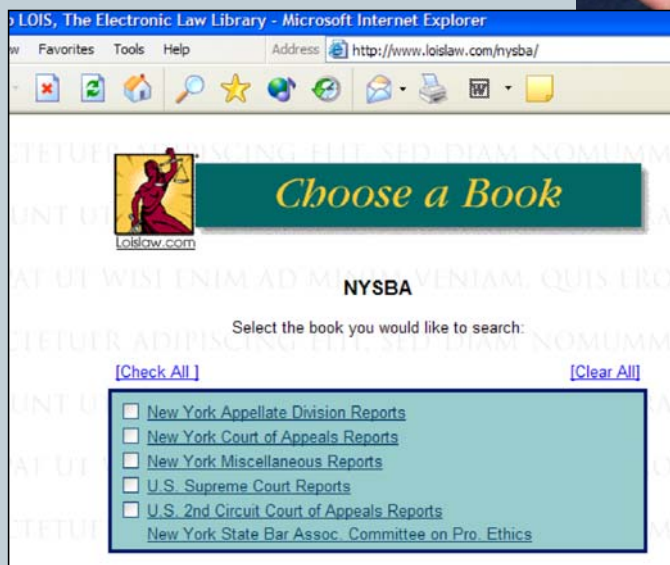 LOIS, The Electronic Law Library - Microsoft Internet Explorer
Favorites Tools Help Address http://www.loislaw.com/nysba/
Choose a Book
Loislaw.com
NYSBA
Select the book you would like to search:
[Check All ] [Clear All]
New York Appellate Division Reports
New York Court of Appeals Reports
New York Miscellaneous Reports
U.S. Supreme Court Reports
U.S. 2nd Circuit Court of Appeals Reports
New York State Bar Assoc. Committee on Pro. Ethics